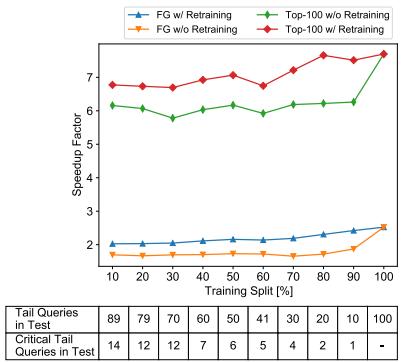 FG w/ Retraining Top-100 w/o Retraining
FG w/o Retraining Top-100 w/ Retraining
7
6
5
4
3
2
Speedup Factor
10 20 30 40 50 60 70 80 90 100
Training Split [%]
Tail Queries
in Test 89 79 70 60 50 41 30 20 10 100
Critical Tail
Queries in Test 14 12 12 7 6 5 4 2 1 -